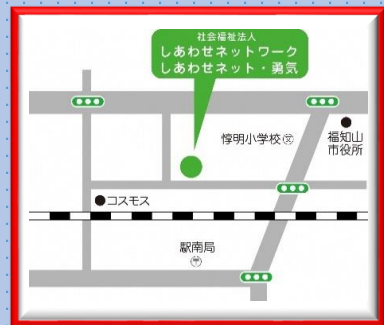 社会福祉法人
しあわせネットワーク
しあわせネット・勇気
惇明小学校㊫
福知山
市役所
コスモス
駅南局
〶